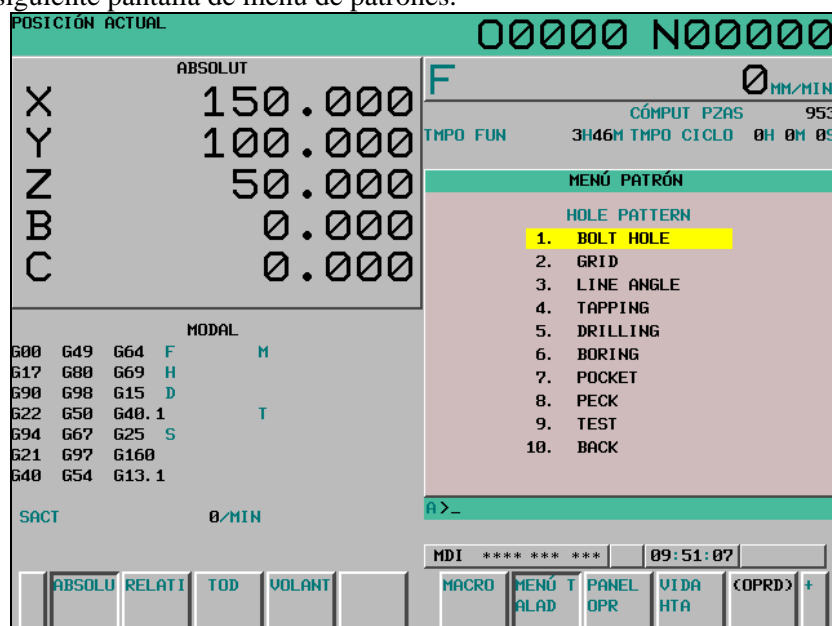 siguiente pantalla de menú de patrones.
POSICIÓN ACTUAL
O0000 N00000
ABSOLUT
X 150.000
Y 100.000
Z 50.000
B 0.000
C 0.000
F 0 MM/MIN
CÓMPUT PZAS 953
TMPO FUN 3H46M TMPO CICLO 0H 0M 0S
MENÚ PATRÓN
HOLE PATTERN
1. BOLT HOLE
2. GRID
3. LINE ANGLE
4. TAPPING
5. DRILLING
6. BORING
7. POCKET
8. PECK
9. TEST
10. BACK
MODAL
G00 G49 G64 F M
G17 G80 G69 H
G90 G98 G15 D
G22 G50 G40.1 T
G94 G67 G25 S
G21 G97 G160
G40 G54 G13.1
SACT 0/MIN
A>_
MDI **** *** *** 09:51:07
ABSOLU RELATI TOD VOLANT
MACRO MENÚ T PANEL VIDA (OPRD) +
ALAD OPR HTA